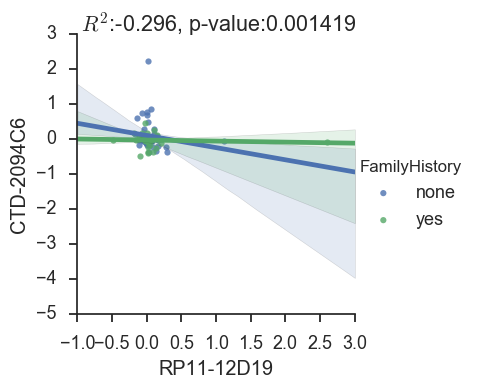 R²:-0.296, p-value:0.001419
3
2
1
0
−1
−2
−3
−4
−5
CTD-2094C6
−1.0−0.5 0.0 0.5 1.0 1.5 2.0 2.5 3.0
RP11-12D19
FamilyHistory
none
yes